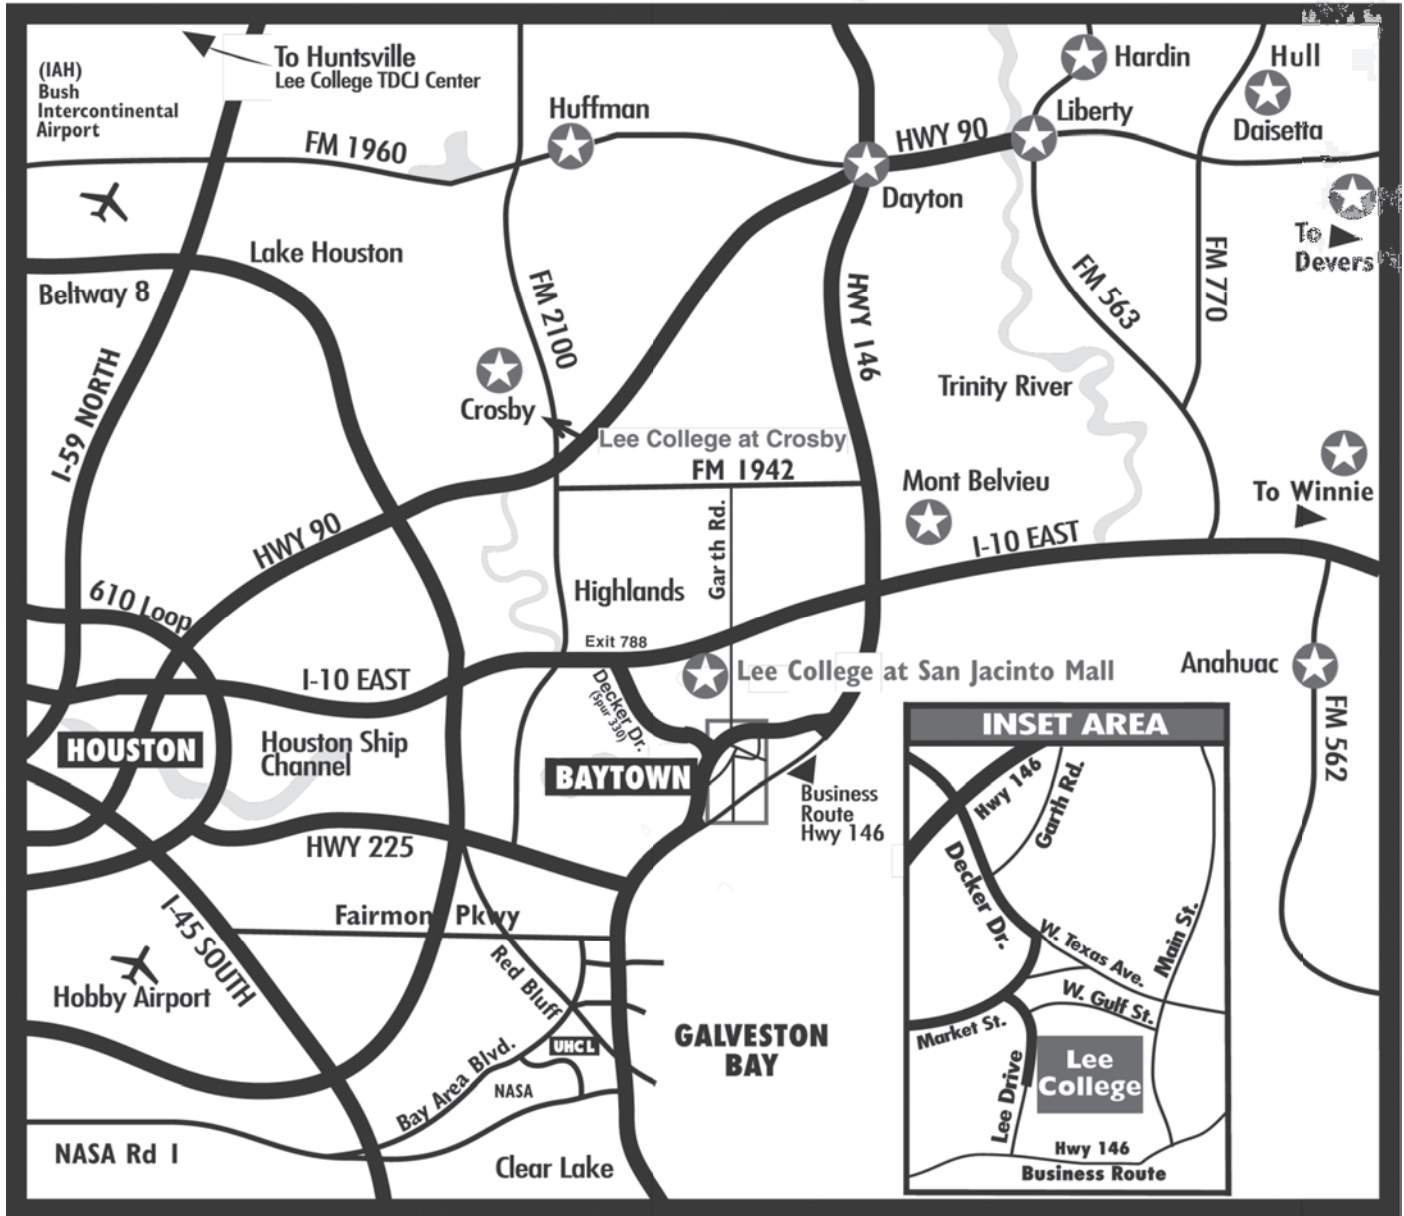 To Huntsville
Lee College TDCJ Center
(IAH)
Bush
Intercontinental
Airport
FM 1960
Huffman
HWY 90
Hardin
Liberty
Hull
Daisetta
Dayton
To
Devers
Lake Houston
Beltway 8
I-59 NORTH
FM 2100
HWY 146
FM 563
FM 770
Crosby
Lee College at Crosby
FM 1942
Trinity River
Mont Belvieu
To Winnie
HWY 90
Gar th Rd.
I-10 EAST
610 Loop
Highlands
Exit 788
I-10 EAST
Decker Dr.
(Spur 330)
Lee College at San Jacinto Mall
Anahuac
FM 562
HOUSTON
Houston Ship
Channel
BAYTOWN
Business
Route
Hwy 146
HWY 225
Fairmon Pkwy
I-45 SOUTH
Red Bluff
Hobby Airport
UHCL
Bay Area Blvd.
NASA
GALVESTON
BAY
NASA Rd 1
Clear Lake
INSET AREA
Hwy 146
Garth Rd.
Decker Dr.
W. Texas Ave.
Main St.
W. Gulf St.
Market St.
Lee Drive
Lee
College
Hwy 146
Business Route